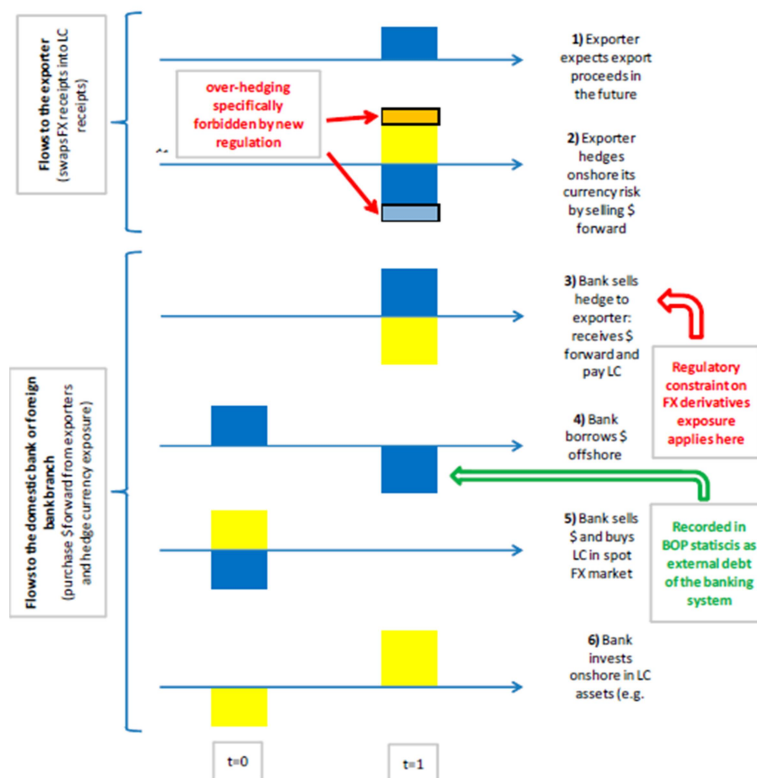 Flows to the exporter
(swaps FX receipts into LC
receipts)
1) Exporter
expects export
proceeds in
the future
over-hedging
specifically
forbidden by new
regulation
2) Exporter
hedges
onshore its
currency risk
by selling $
forward
Flows to the domestic bank or foreign
bank branch
(purchase $ forward from exporters
and hedge currency exposure)
3) Bank sells
hedge to
exporter:
receives $
forward and
pay LC
Regulatory
constraint on
FX derivatives
exposure
applies here
4) Bank
borrows $
offshore
5) Bank sells
$ and buys
LC in spot
FX market
Recorded in
BOP statiscis as
external debt
of the banking
system
6) Bank
invests
onshore in LC
assets (e.g.
t=0
t=1